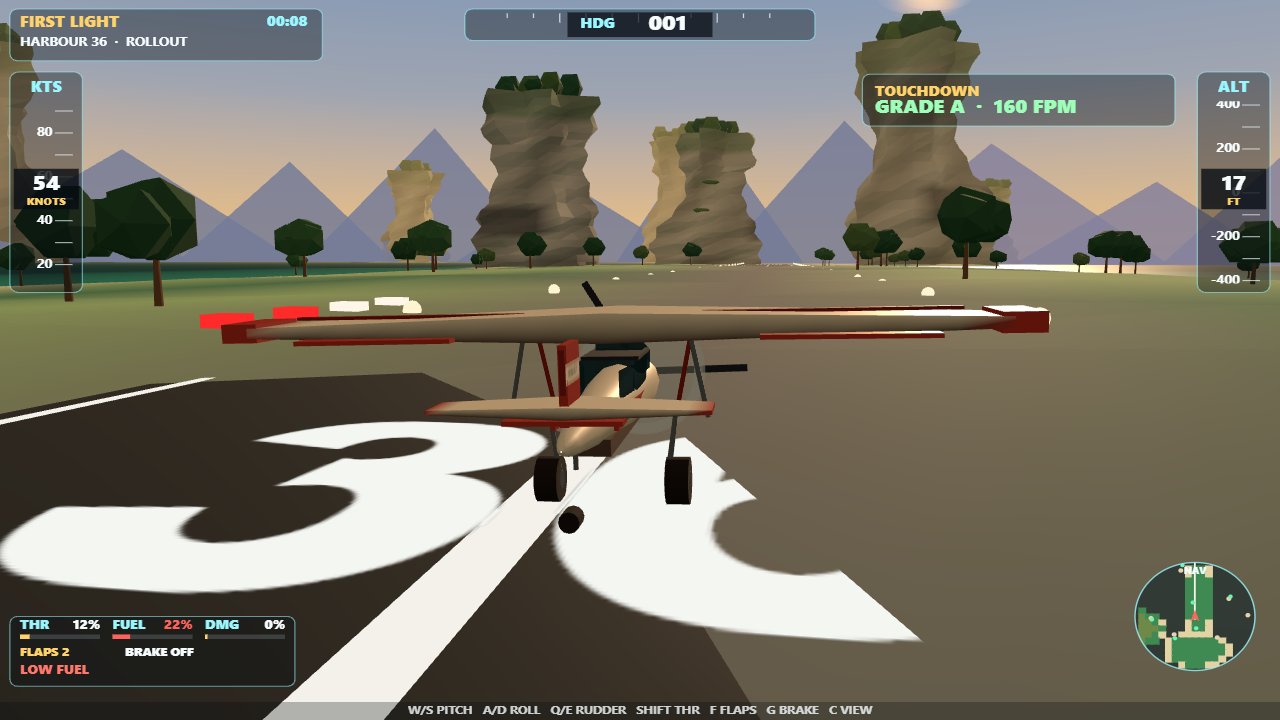 FIRST LIGHT 00:08
HARBOUR 36 · ROLLOUT
HDG 001
KTS
80
54
KNOTS
40
20
TOUCHDOWN
GRADE A · 160 FPM
ALT
400
200
17
FT
-200
-400
3
NAV
THR 12% FUEL 22% DMG 0%
FLAPS 2 BRAKE OFF
LOW FUEL
W/S PITCH A/D ROLL Q/E RUDDER SHIFT THR F FLAPS G BRAKE C VIEW